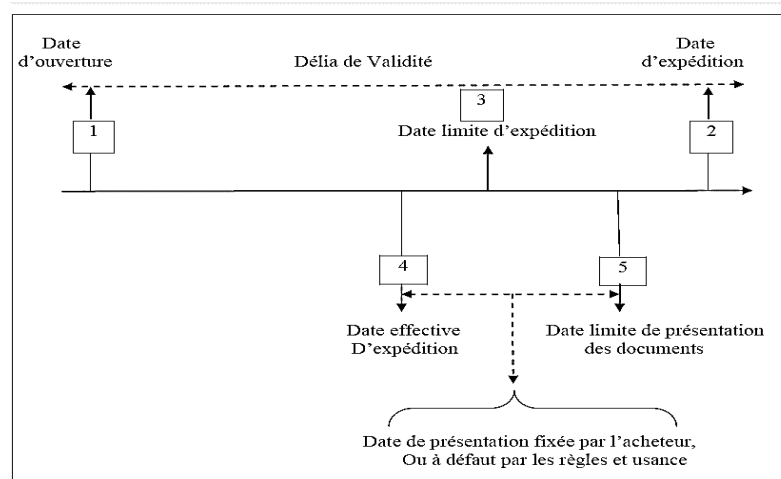 Date
d'ouverture
Délia de Validité
Date
d'expédition
1
3
2
Date limite d'expédition
4
5
Date effective
D'expédition
Date limite de présentation
des documents
Date de présentation fixée par l'acheteur,
Ou à défaut par les règles et usance